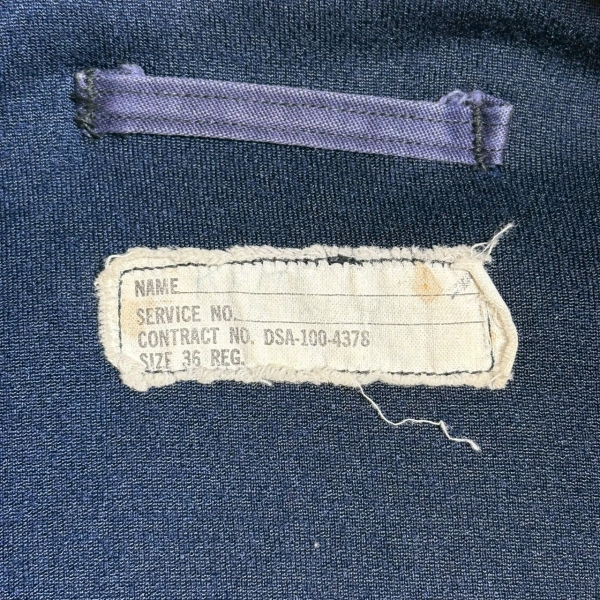 NAME
SERVICE NO.
CONTRACT NO. DSA-100-4378
SIZE 36 REG.